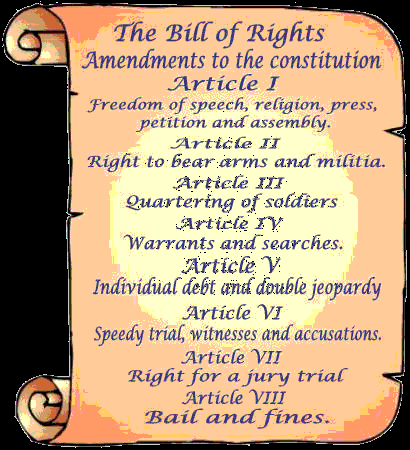 The Bill of Rights
Amendments to the constitution
Article I
Freedom of speech, religion, press,
petition and assembly.
Article II
Right to bear arms and militia.
Article III
Quartering of soldiers
Article IV
Warrants and searches.
Article V
Individual debt and double jeopardy
Article VI
Speedy trial, witnesses and accusations.
Article VII
Right for a jury trial
Article VIII
Bail and fines.